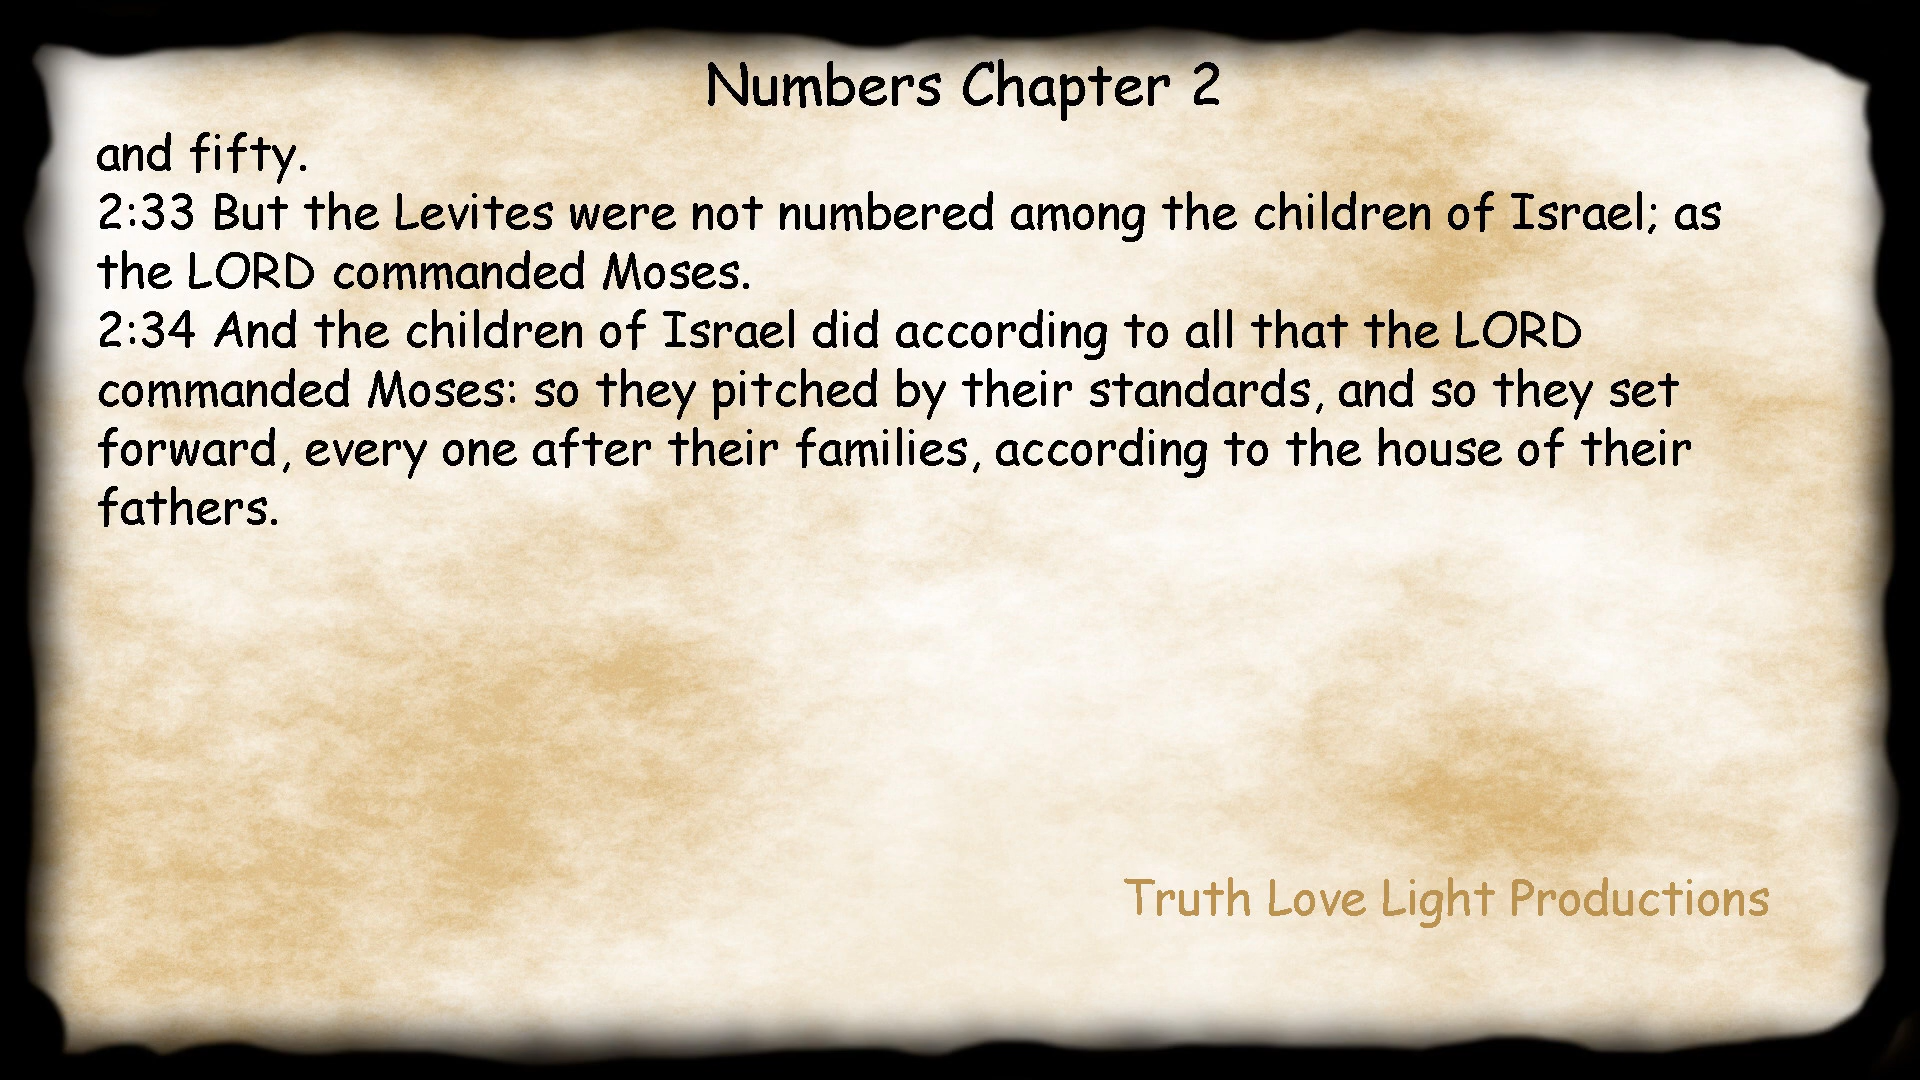 Numbers Chapter 2
and fifty.
2:33 But the Levites were not numbered among the children of Israel; as
the LORD commanded Moses.
2:34 And the children of Israel did according to all that the LORD
commanded Moses: so they pitched by their standards, and so they set
forward, every one after their families, according to the house of their
fathers.
Truth Love Light Productions